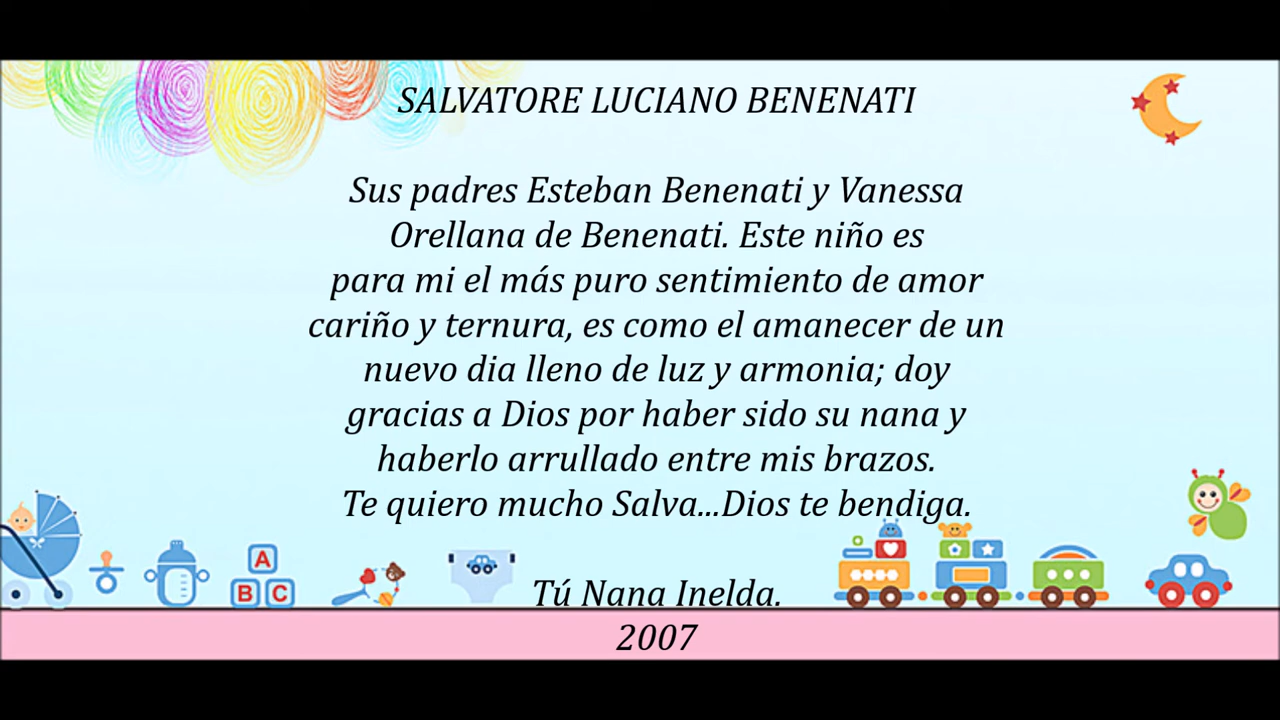 SALVATORE LUCIANO BENENATI
Sus padres Esteban Benenati y Vanessa
Orellana de Benenati. Este niño es
para mi el más puro sentimiento de amor
cariño y ternura, es como el amanecer de un
nuevo dia lleno de luz y armonia; doy
gracias a Dios por haber sido su nana y
haberlo arrullado entre mis brazos.
Te quiero mucho Salva...Dios te bendiga.
Tú Nana Inelda.
2007
A
B C